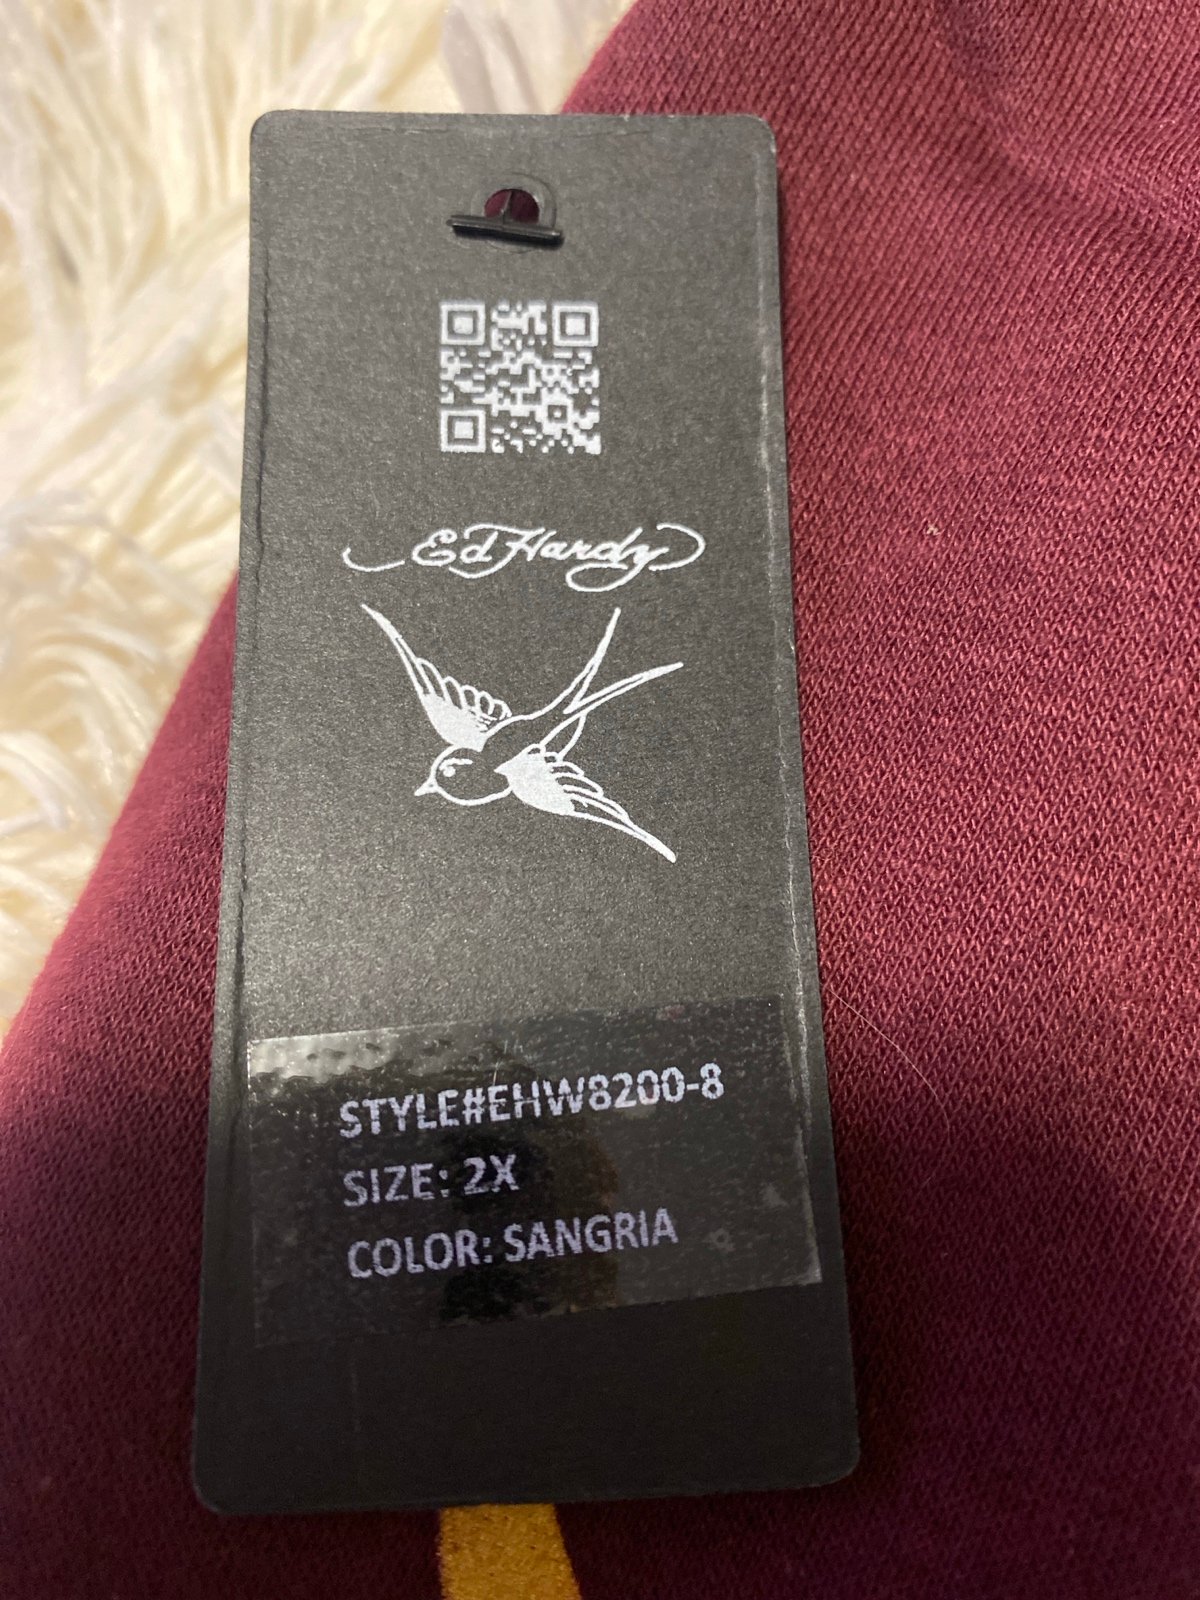 Ed Hardy
STYLE#EHW8200-8
SIZE: 2X
COLOR: SANGRIA